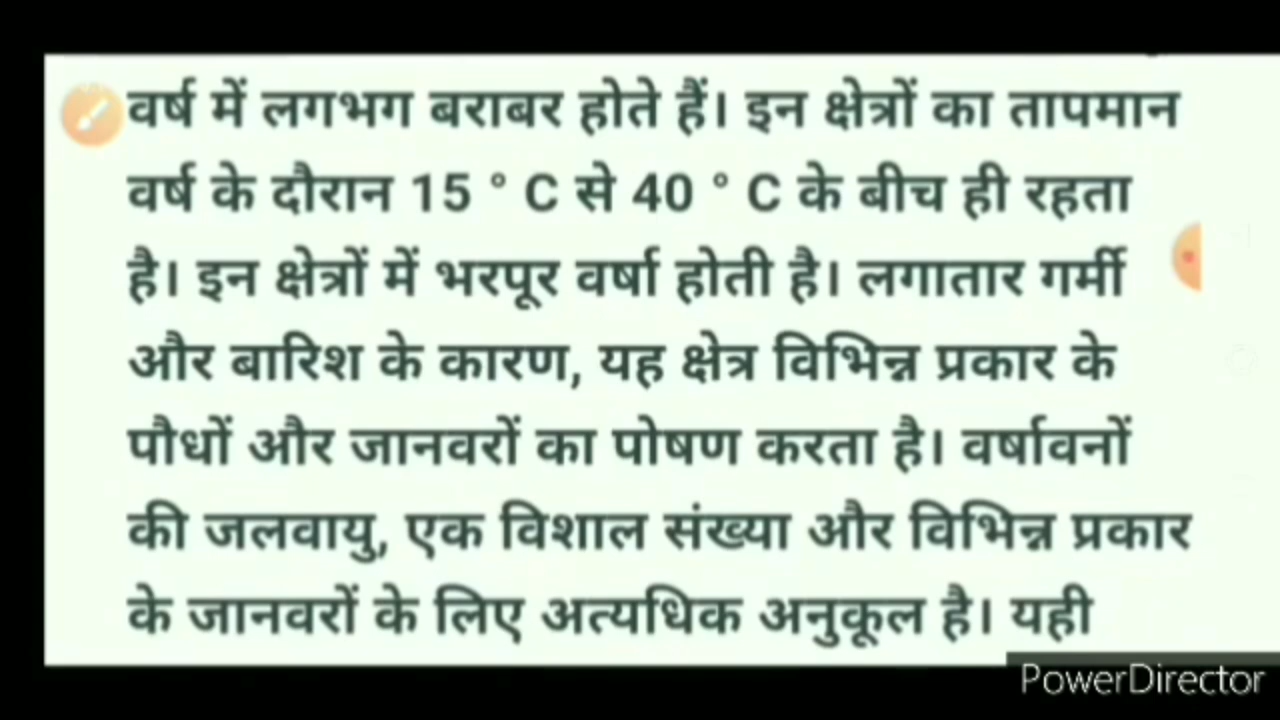 वर्ष में लगभग बराबर होते हैं। इन क्षेत्रों का तापमान
वर्ष के दौरान 15 ° C से 40 ° C के बीच ही रहता
है। इन क्षेत्रों में भरपूर वर्षा होती है। लगातार गर्मी
और बारिश के कारण, यह क्षेत्र विभिन्न प्रकार के
पौधों और जानवरों का पोषण करता है। वर्षावनों
की जलवायु, एक विशाल संख्या और विभिन्न प्रकार
के जानवरों के लिए अत्यधिक अनुकूल है। यही
PowerDirector